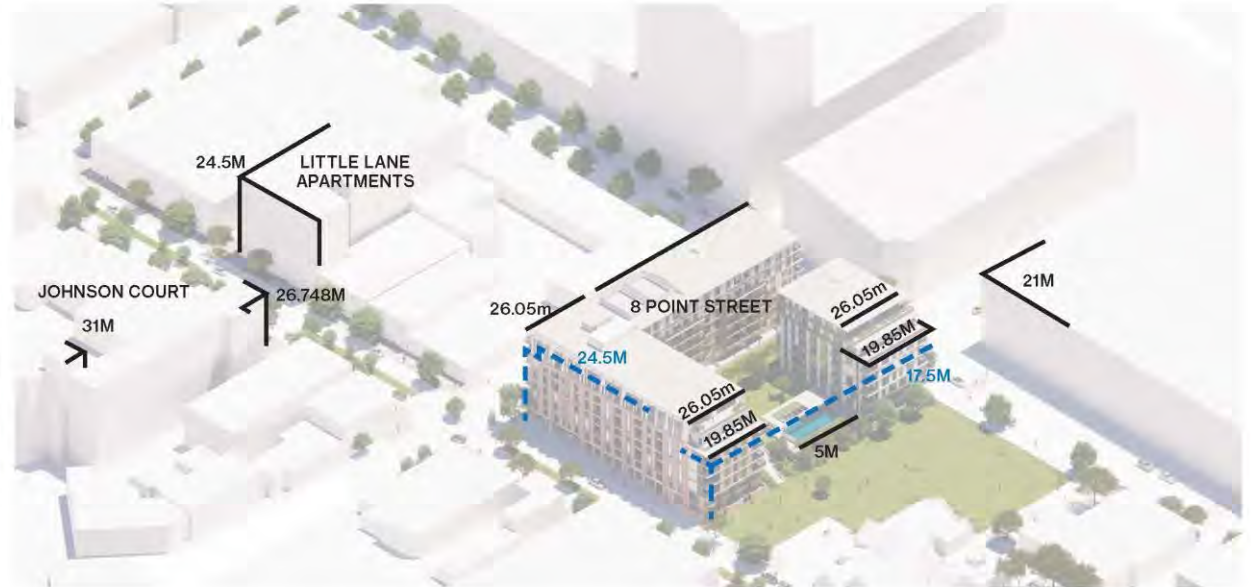 24.5M
LITTLE LANE
APARTMENTS
JOHNSON COURT
31M
26.748M
26.05m
8 POINT STREET
26.05m
21M
19.85M
24.5M
17.5M
26.05m
19.85M
5M